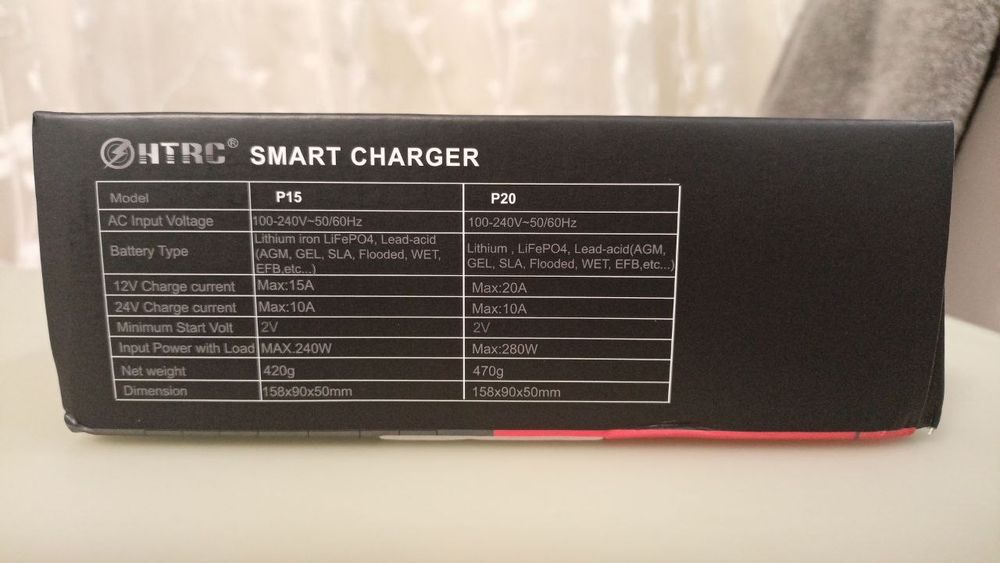 HTRC® SMART CHARGER
Model P15 P20
AC Input Voltage 100-240V~50/60Hz 100-240V~50/60Hz
Battery Type Lithium iron LiFePO4, Lead-acid (AGM, GEL, SLA, Flooded, WET, EFB,etc...) Lithium , LiFePO4, Lead-acid(AGM, GEL, SLA, Flooded, WET, EFB,etc...)
12V Charge current Max:15A Max:20A
24V Charge current Max:10A Max:10A
Minimum Start Volt 2V 2V
Input Power with Load MAX.240W Max:280W
Net weight 420g 470g
Dimension 158x90x50mm 158x90x50mm